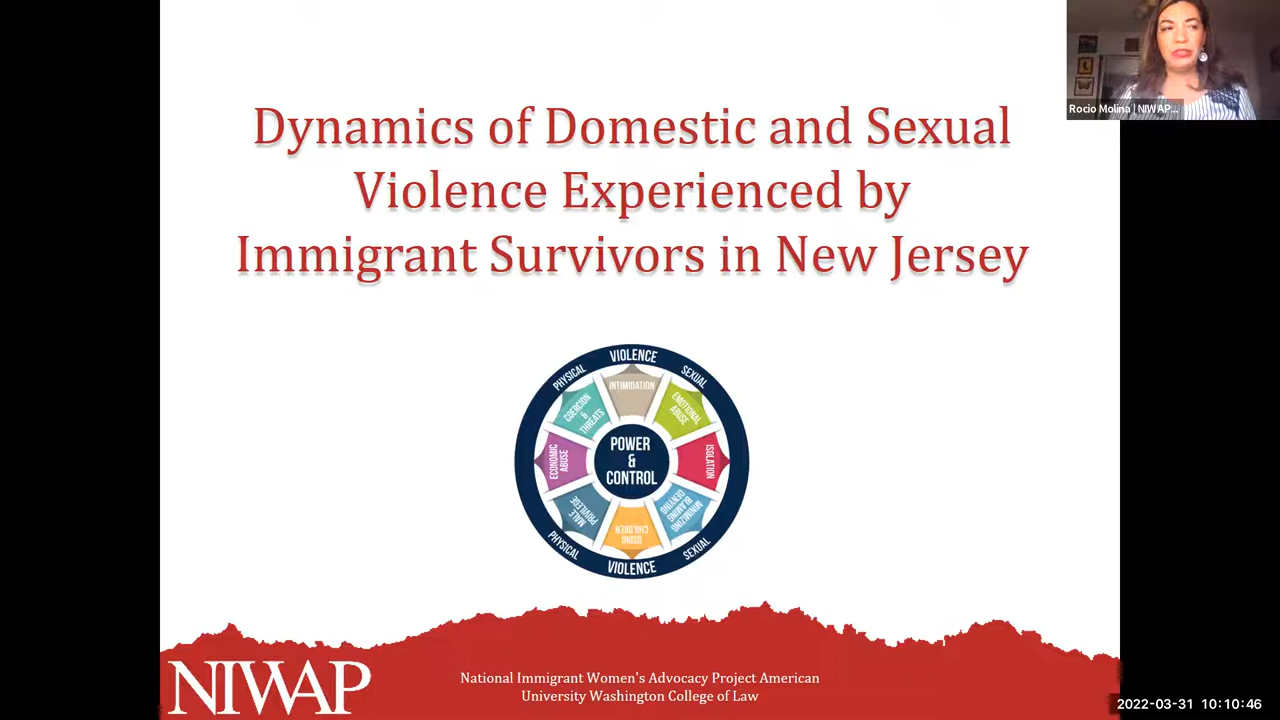 Rocio Molina | NIWAP...
Dynamics of Domestic and Sexual
Violence Experienced by
Immigrant Survivors in New Jersey
VIOLENCE
PHYSICAL
SEXUAL
INTIMIDATION
COERCION
&
THREATS
EMOTIONAL
ABUSE
ECONOMIC
ABUSE
POWER
&
CONTROL
ISOLATION
MALE
PRIVILEGE
USING
CHILDREN
MINIMIZING
DENYING
BLAMING
PHYSICAL
VIOLENCE
SEXUAL
NIWAP
National Immigrant Women's Advocacy Project American
University Washington College of Law
2022-03-31 10:10:46